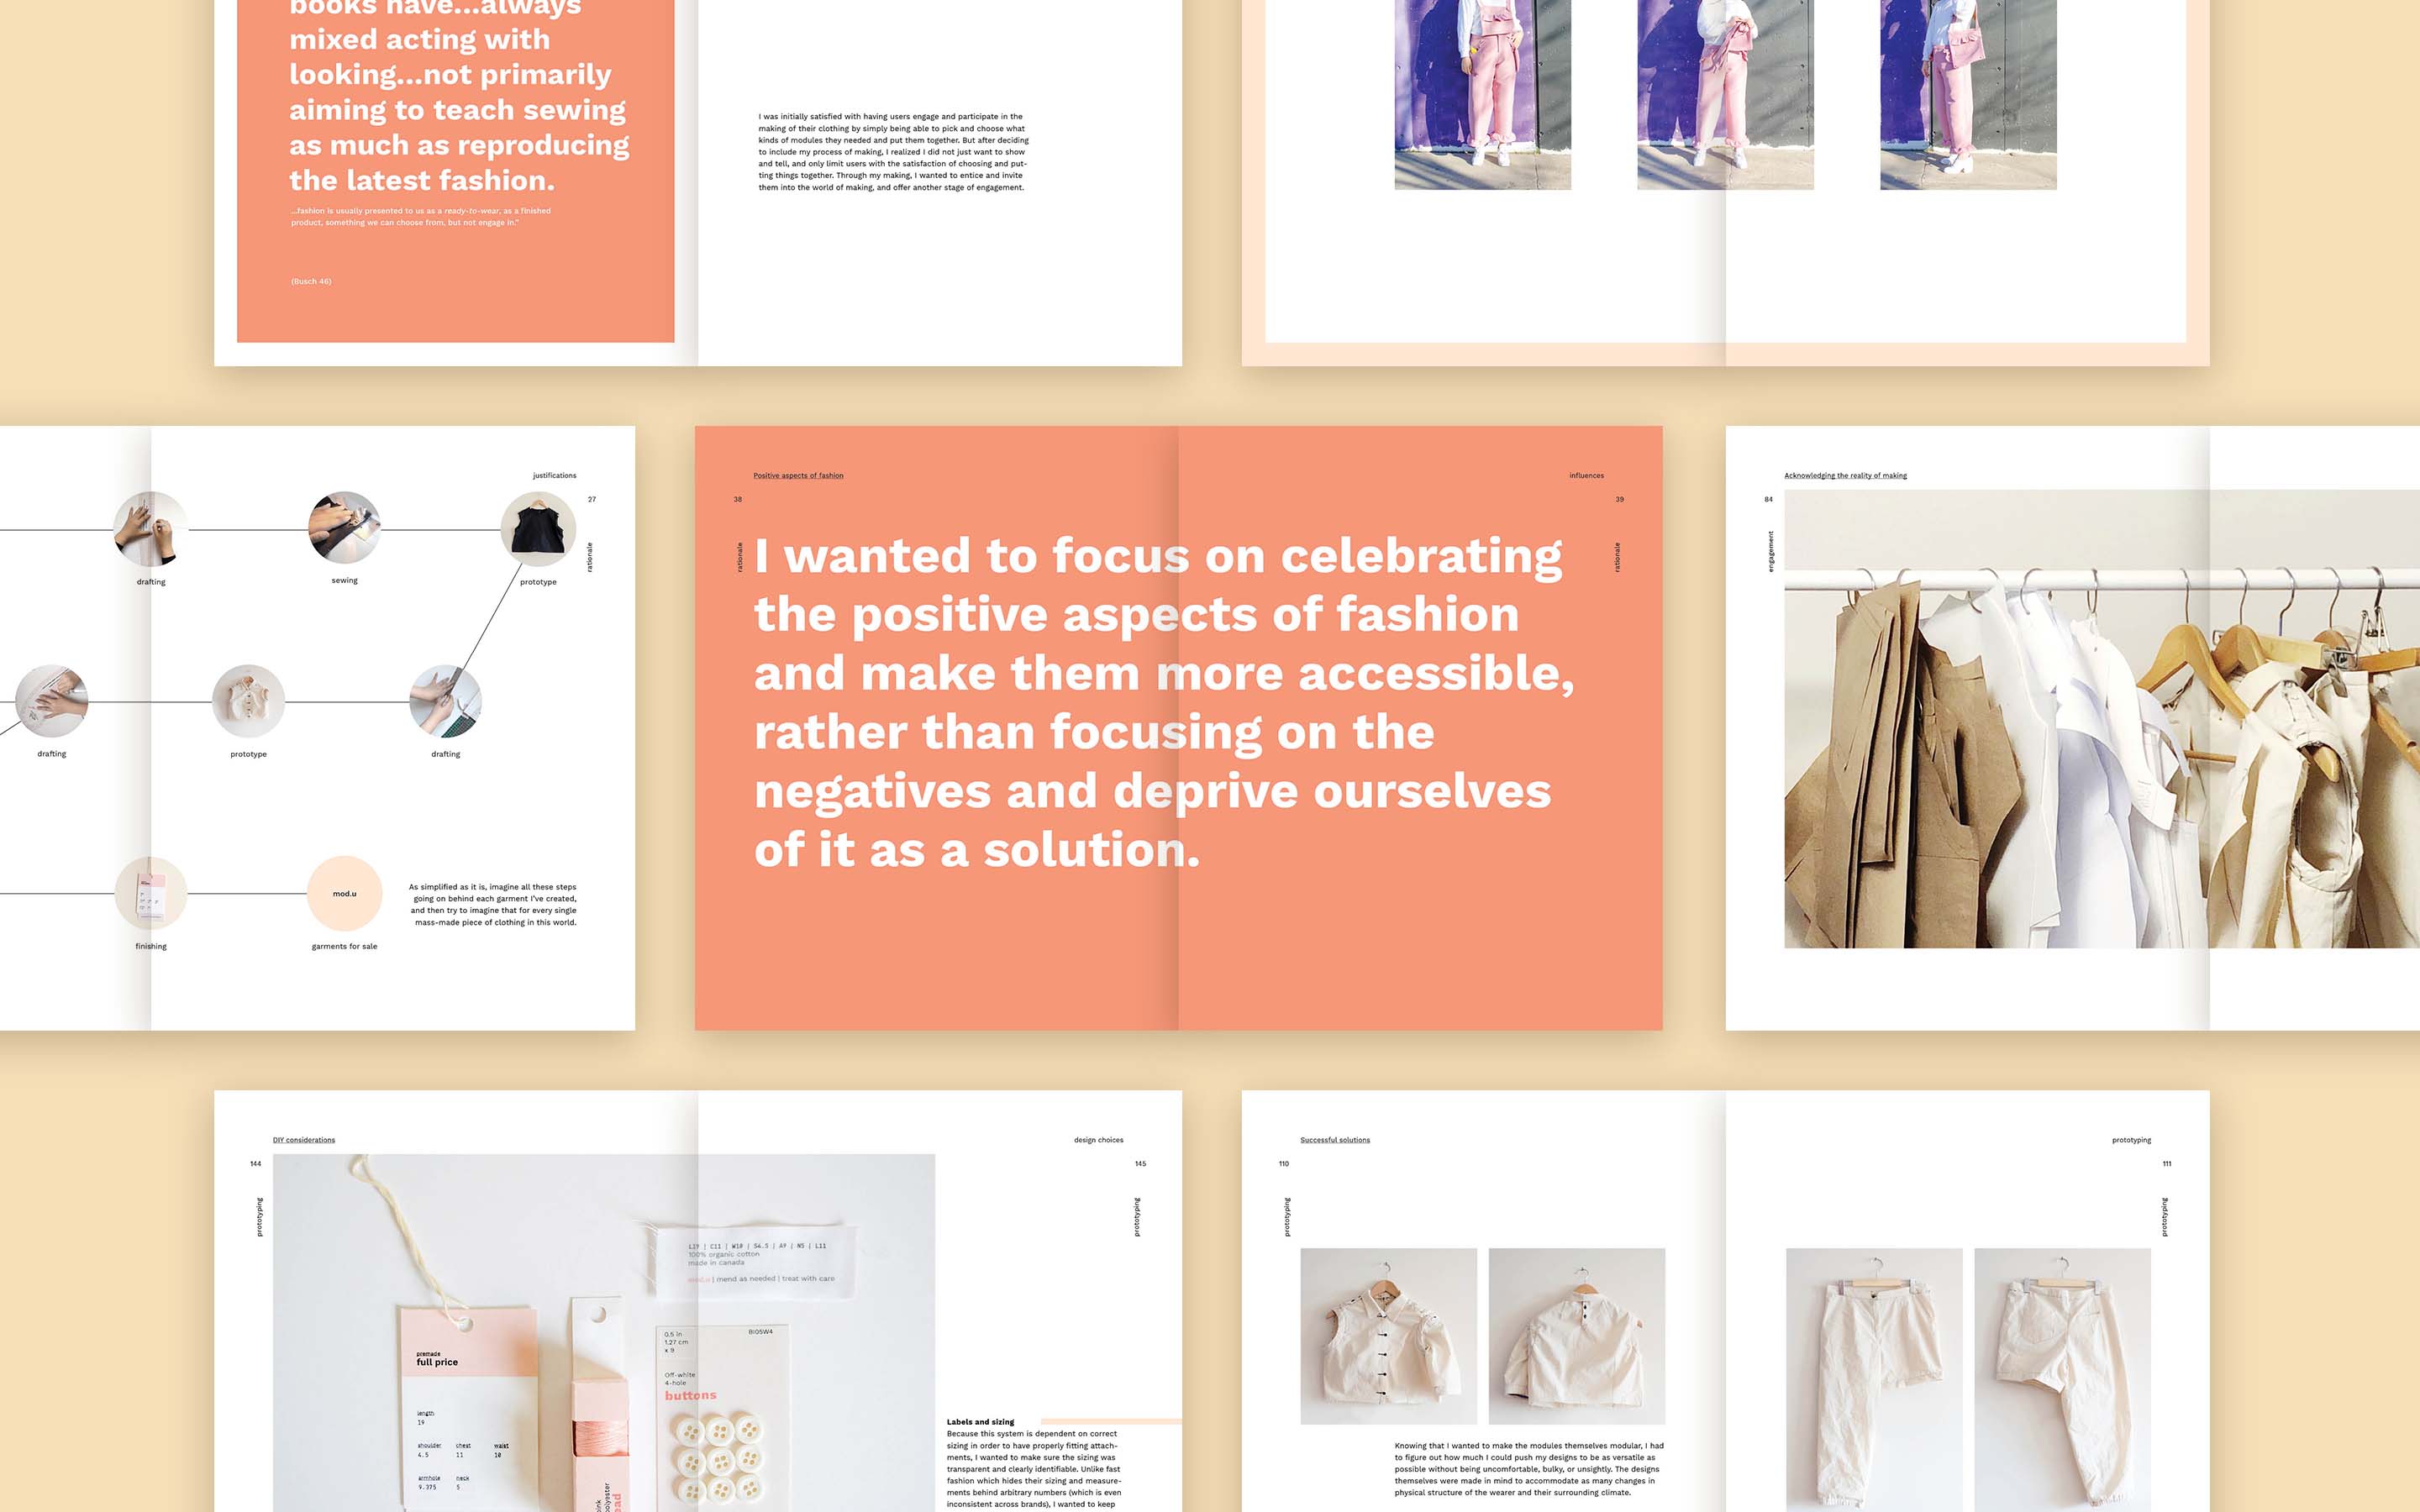 books have...always
mixed acting with
looking...not primarily
aiming to teach sewing
as much as reproducing
the latest fashion.
...fashion is usually presented to us as a ready-to-wear, as a finished
product, something we can choose from, but not engage in."
(Busch 46)
I was initially satisfied with having users engage and participate in the
making of their clothing by simply being able to pick and choose what
kinds of modules they needed and put them together. But after deciding
to include my process of making, I realized I did not just want to show
and tell, and only limit users with the satisfaction of choosing and put-
ting things together. Through my making, I wanted to entice and invite
them into the world of making, and offer another stage of engagement.
justifications
27
rationale
drafting
sewing
prototype
drafting
prototype
drafting
mod.u
finishing
garments for sale
As simplified as it is, imagine all these steps
going on behind each garment I've created,
and then try to imagine that for every single
mass-made piece of clothing in this world.
Positive aspects of fashion
influences
38
39
rationale
rationale
I wanted to focus on celebrating
the positive aspects of fashion
and make them more accessible,
rather than focusing on the
negatives and deprive ourselves
of it as a solution.
Acknowledging the reality of making
84
engagement
DIY considerations
design choices
144
145
prototyping
prototyping
L19 | C11 | W10 | S4.5 | A9 | N5 | L11
100% organic cotton
made in canada
mod.u | mend as needed | treat with care
premade
full price
length
19
shoulder chest waist
4.5 11 10
armhole neck
9.375 5
0.5 in
1.27 cm
x 9
BIOSW4
Off-white
4-hole
buttons
Labels and sizing
Because this system is dependent on correct
sizing in order to have properly fitting attach-
ments, I wanted to make sure the sizing was
transparent and clearly identifiable. Unlike fast
fashion which hides their sizing and measure-
ments behind arbitrary numbers (which is even
inconsistent across brands), I wanted to keep
Successful solutions
prototyping
110
111
prototyping
prototyping
Knowing that I wanted to make the modules themselves modular, I had
to figure out how much I could push my designs to be as versatile as
possible without being uncomfortable, bulky, or unsightly. The designs
themselves were made in mind to accommodate as many changes in
physical structure of the wearer and their surrounding climate.